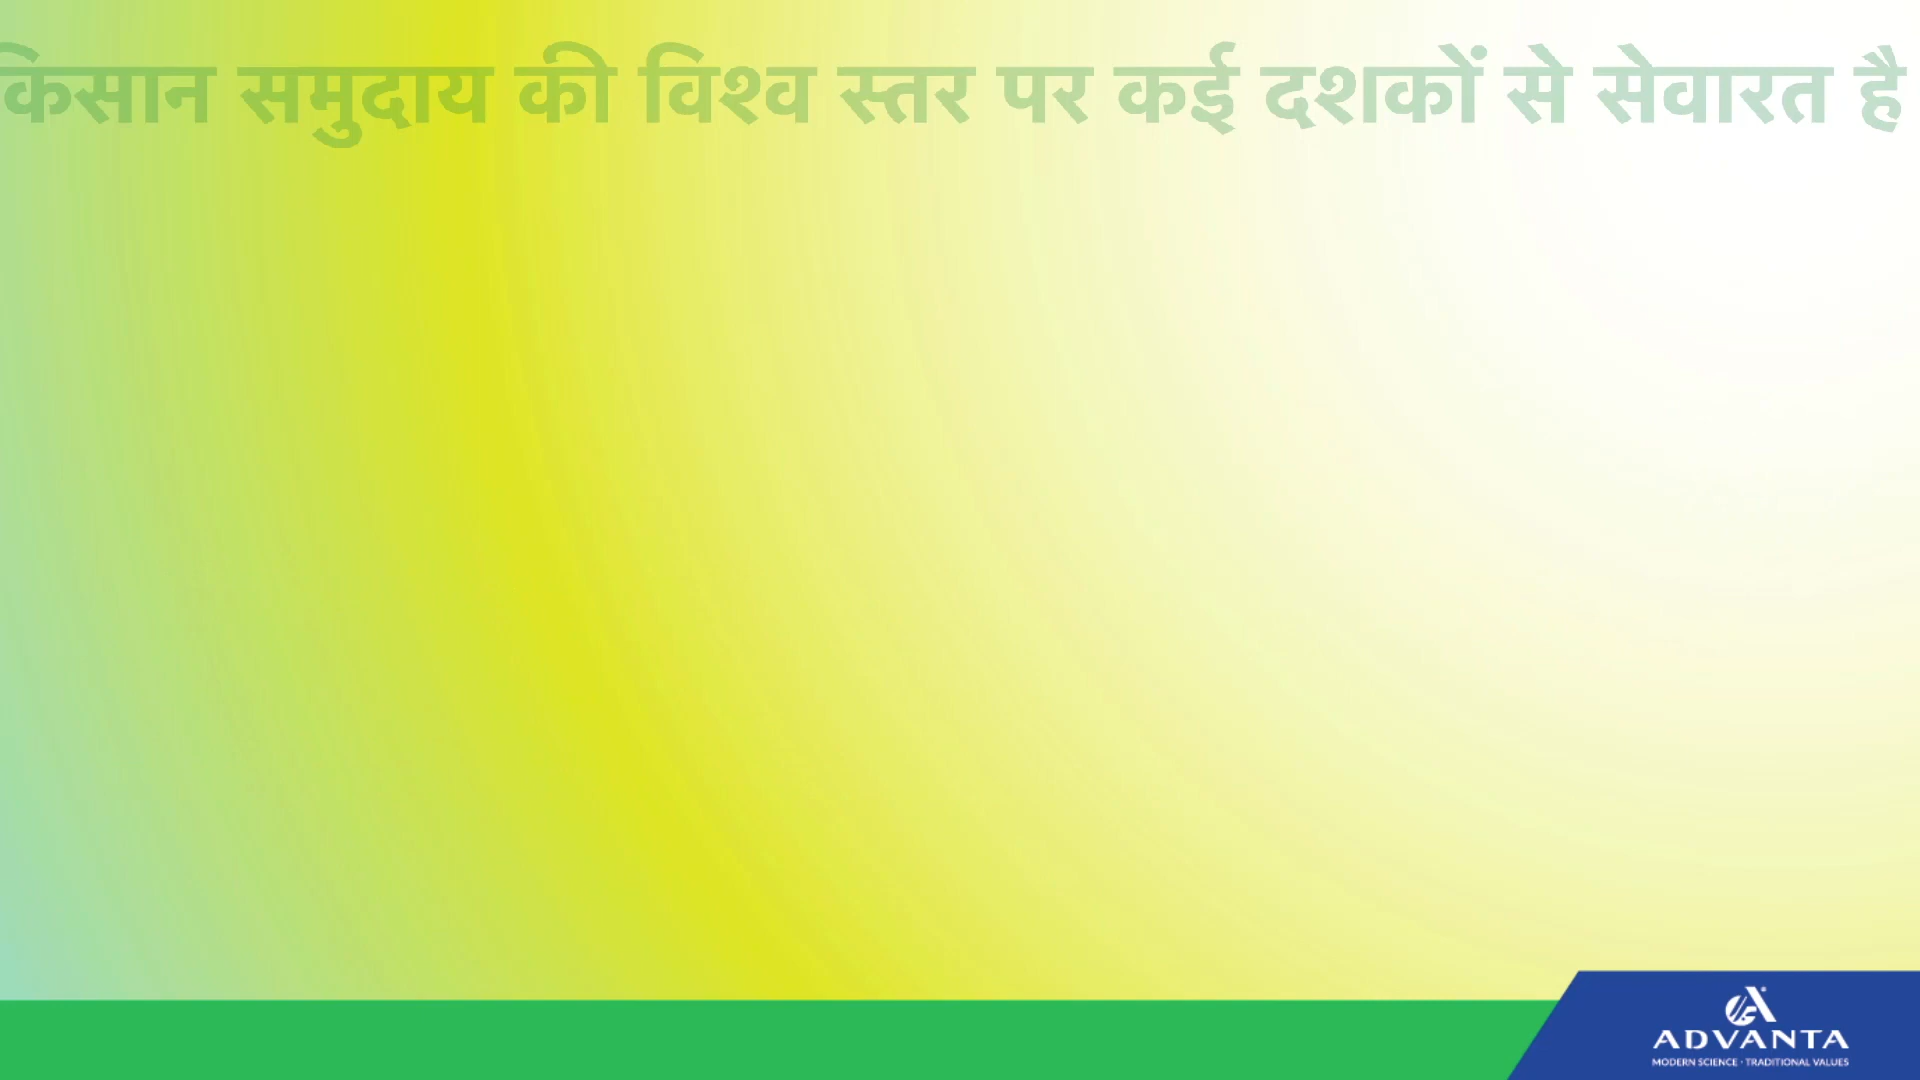 किसान समुदाय की विश्व स्तर पर कई दशकों से सेवारत है
ADVANTA
MODERN SCIENCE · TRADITIONAL VALUES